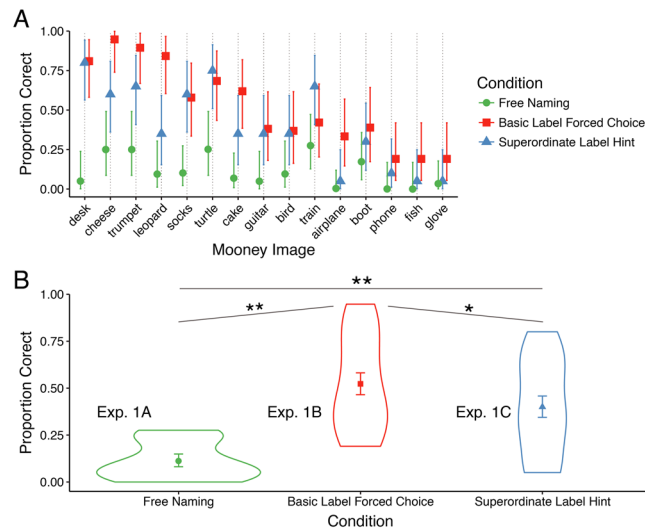 A
Proportion Corect
1.00
0.75
0.50
0.25
0.00
desk
cheese
trumpet
leopard
socks
turtle
cake
guitar
bird
train
airplane
boot
phone
fish
glove
Mooney Image
Condition
Free Naming
Basic Label Forced Choice
Superordinate Label Hint
B
Proportion Corect
1.00
0.75
0.50
0.25
0.00
**
**
*
Exp. 1A
Exp. 1B
Exp. 1C
Free Naming
Basic Label Forced Choice
Superordinate Label Hint
Condition